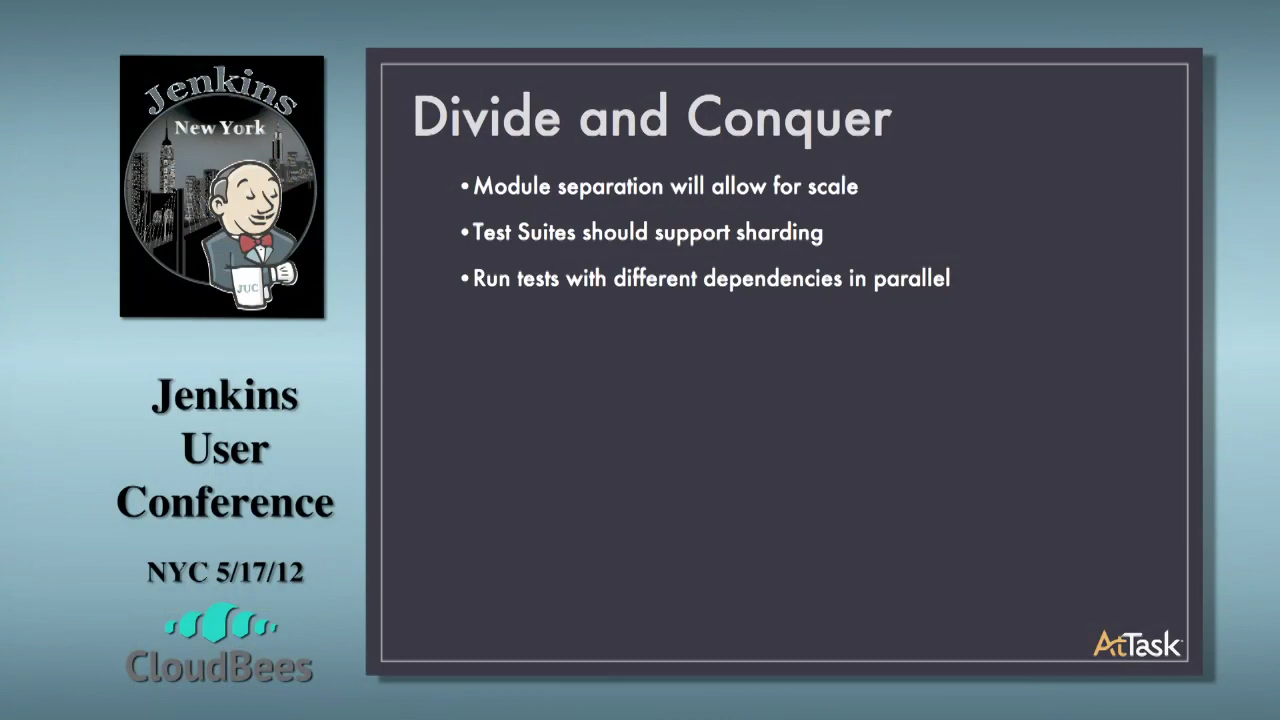 Jenkins
New York
JUC
Jenkins
User
Conference
NYC 5/17/12
CloudBees
Divide and Conquer
•Module separation will allow for scale
•Test Suites should support sharding
•Run tests with different dependencies in parallel
AtTask